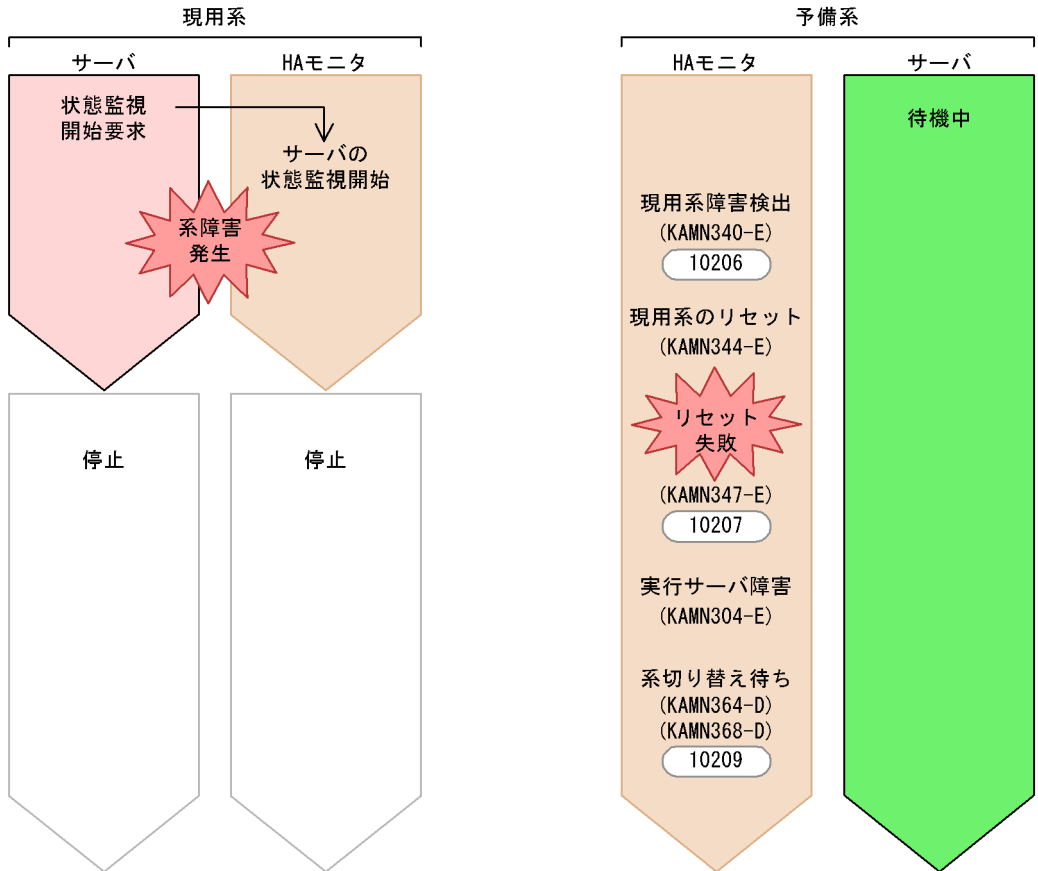 現用系
サーバ
HAモニタ
状態監視
開始要求
サーバの
状態監視開始
系障害
発生
停止
停止
予備系
HAモニタ
サーバ
待機中
現用系障害検出
(KAMN340-E)
10206
現用系のリセット
(KAMN344-E)
リセット
失敗
(KAMN347-E)
10207
実行サーバ障害
(KAMN304-E)
系切り替え待ち
(KAMN364-D)
(KAMN368-D)
10209